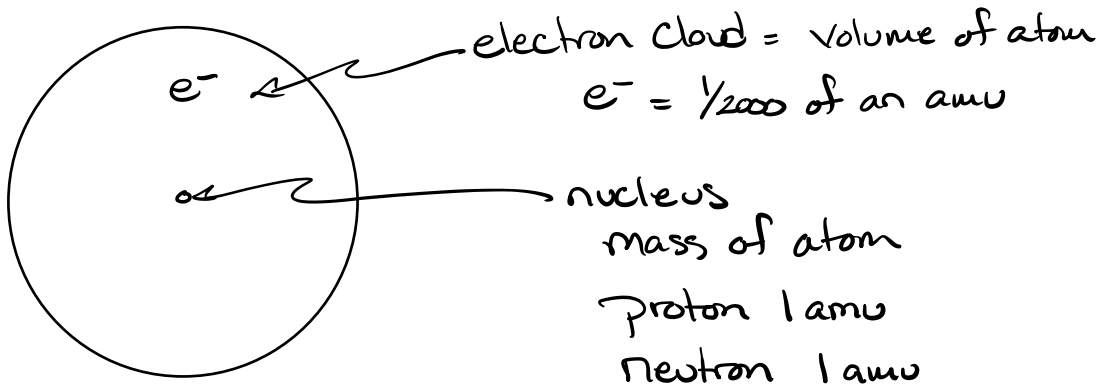 electron cloud = volume of atom
e⁻
e⁻ = 1/2000 of an amu
nucleus
mass of atom
proton 1 amu
neutron 1 amu